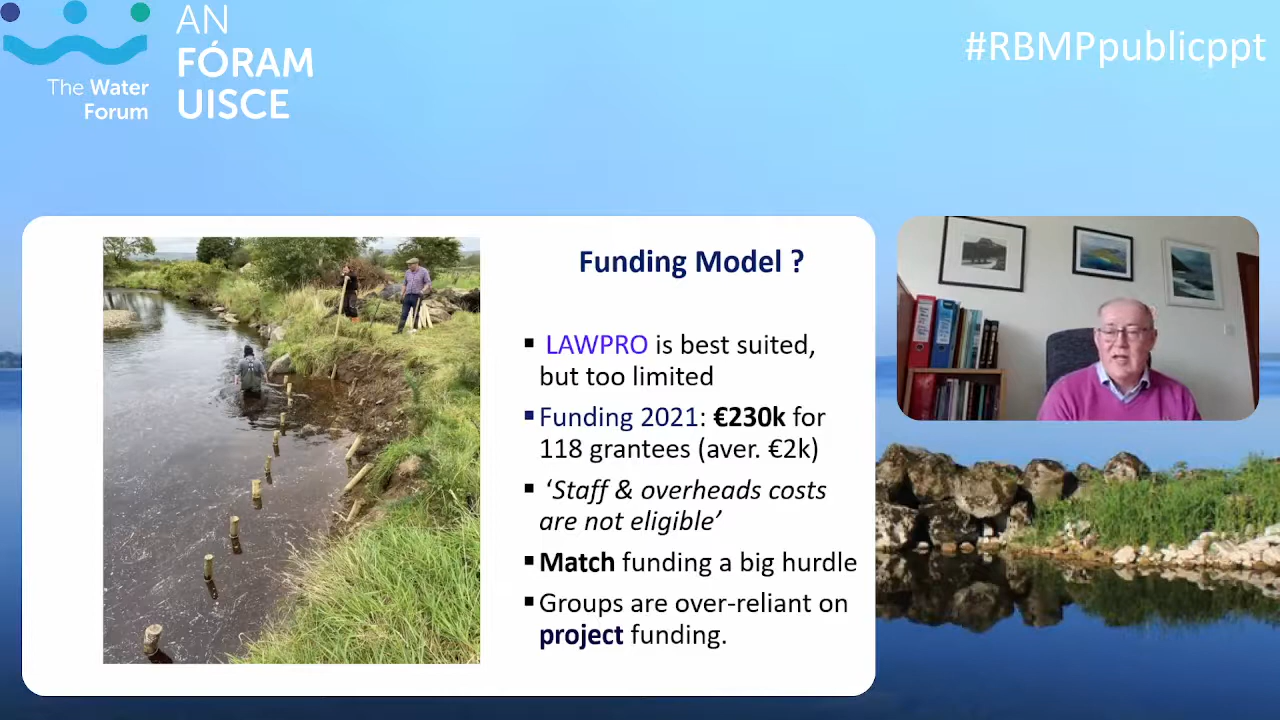 The Water
Forum
AN
FÓRAM
UISCE
#RBMPpublicppt
Funding Model ?
▪ LAWPRO is best suited,
but too limited
▪ Funding 2021: €230k for
118 grantees (aver. €2k)
▪ ‘Staff & overheads costs
are not eligible’
▪ Match funding a big hurdle
▪ Groups are over-reliant on
project funding.